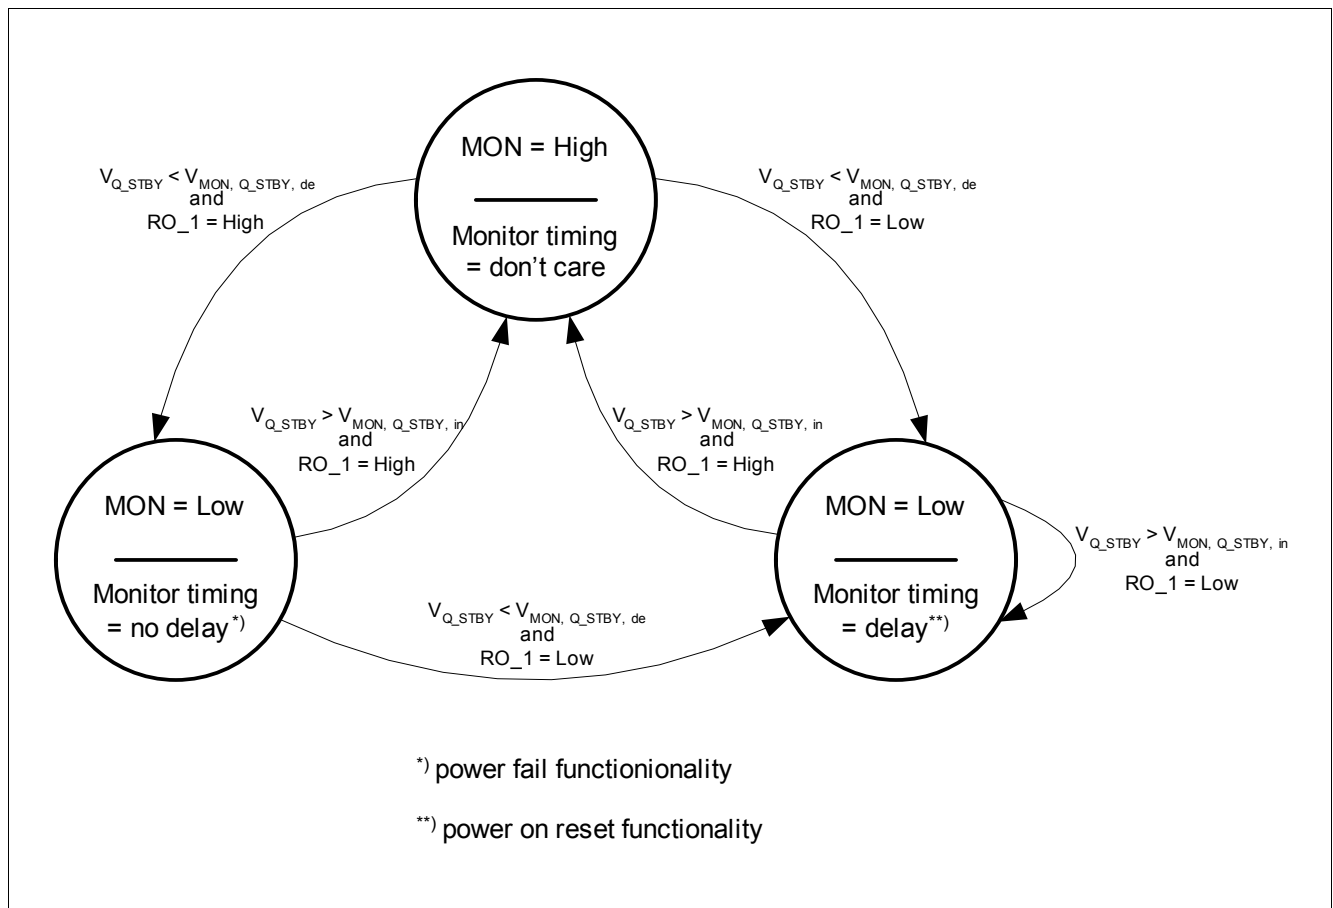 MON = High
Monitor timing
= don't care
V_Q_STBY < V_MON, Q_STBY, de
and
RO_1 = High
V_Q_STBY < V_MON, Q_STBY, de
and
RO_1 = Low
V_Q_STBY > V_MON, Q_STBY, in
and
RO_1 = High
V_Q_STBY > V_MON, Q_STBY, in
and
RO_1 = High
MON = Low
Monitor timing
= no delay*)
MON = Low
Monitor timing
= delay**)
V_Q_STBY > V_MON, Q_STBY, in
and
RO_1 = Low
V_Q_STBY < V_MON, Q_STBY, de
and
RO_1 = Low
*) power fail functionionality
**) power on reset functionality